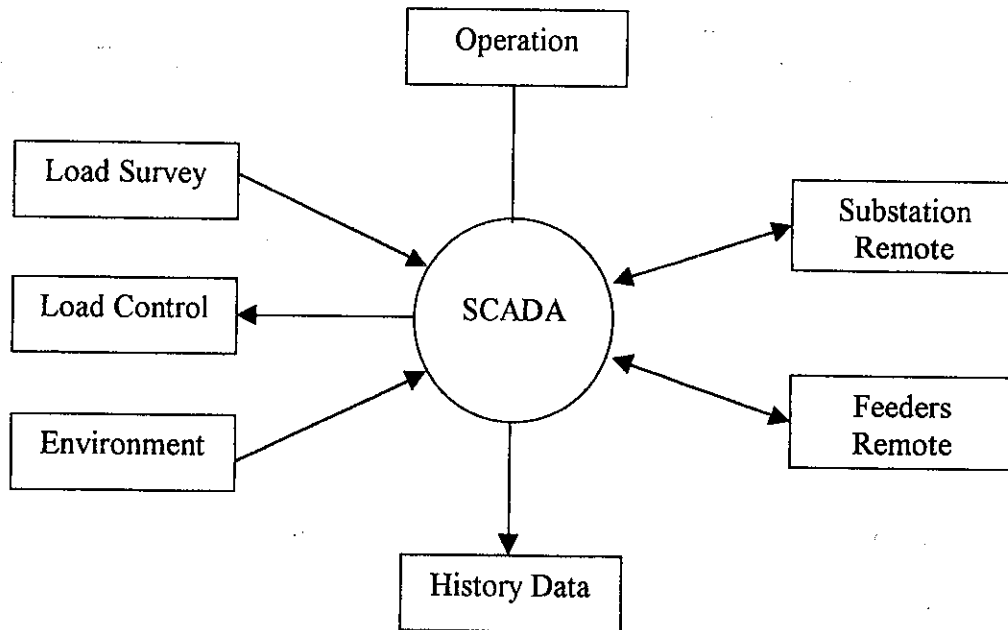 Operation
Load Survey
Substation
Remote
Load Control
SCADA
Environment
Feeders
Remote
History Data